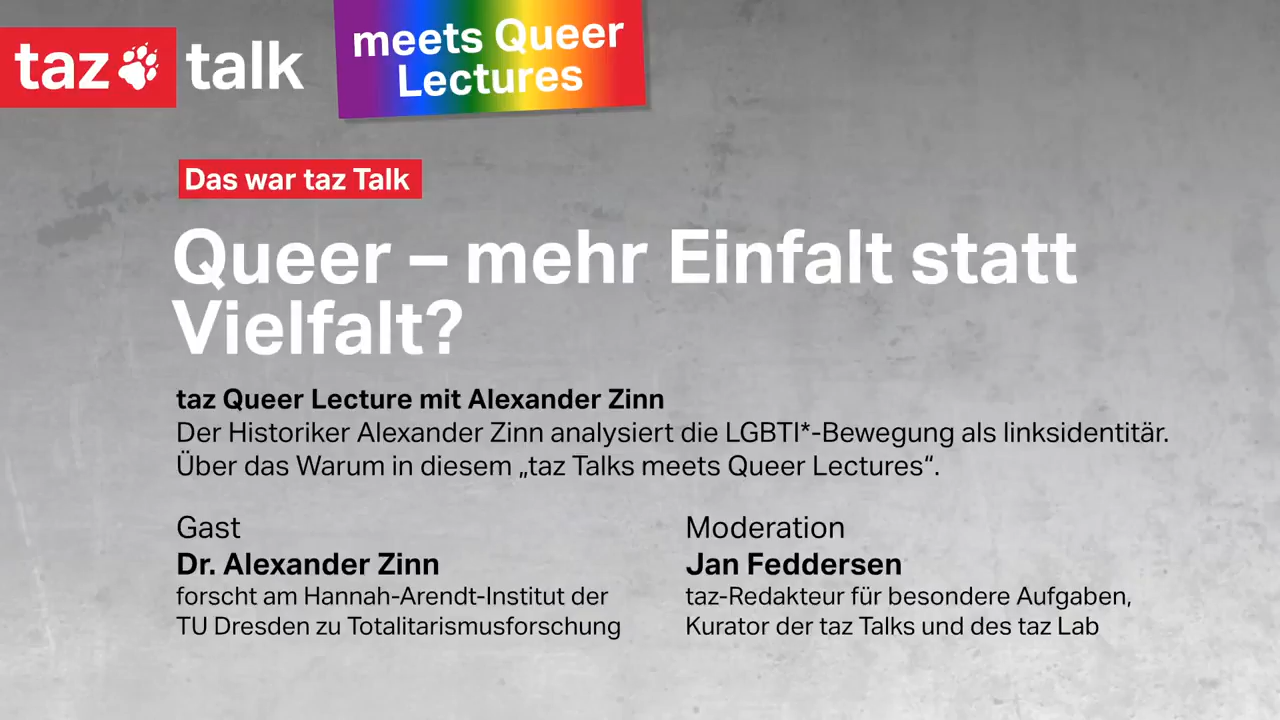 taz talk
meets Queer
Lectures
Das war taz Talk
Queer – mehr Einfalt statt
Vielfalt?
taz Queer Lecture mit Alexander Zinn
Der Historiker Alexander Zinn analysiert die LGBTI*-Bewegung als linksidentitär.
Über das Warum in diesem „taz Talks meets Queer Lectures“.
Gast
Dr. Alexander Zinn
forscht am Hannah-Arendt-Institut der
TU Dresden zu Totalitarismusforschung
Moderation
Jan Feddersen
taz-Redakteur für besondere Aufgaben,
Kurator der taz Talks und des taz Lab